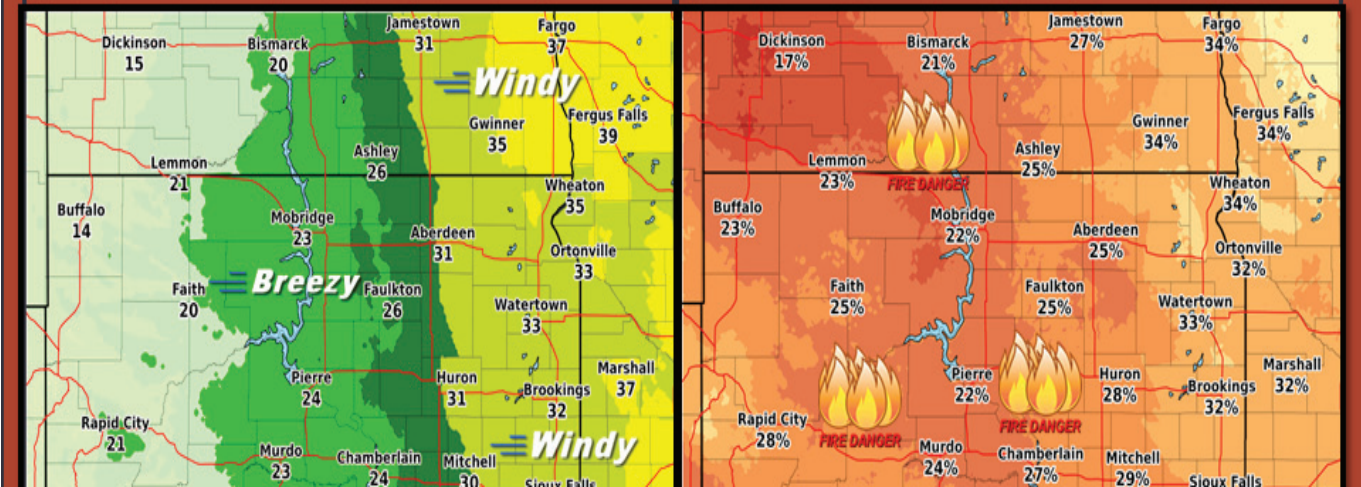 Jamestown
31
Fargo
37
Dickinson
15
Bismarck
20
Windy
Gwinner
35
Fergus Falls
39
Lemmon
21
Ashley
26
Wheaton
35
Buffalo
14
Mobridge
23
Aberdeen
31
Ortonville
33
Faith
20
Breezy
Faulkton
26
Watertown
33
Pierre
24
Huron
31
Marshall
37
Brookings
32
Rapid City
21
Windy
Murdo
23
Chamberlain
24
Mitchell
30
Sioux Falls
Jamestown
27%
Fargo
34%
Dickinson
17%
Bismarck
21%
Gwinner
34%
Fergus Falls
34%
Lemmon
23%
Ashley
25%
FIRE DANGER
Wheaton
34%
Buffalo
23%
Mobridge
22%
Aberdeen
25%
Ortonville
32%
Faith
25%
Faulkton
25%
Watertown
33%
Pierre
22%
Huron
28%
Marshall
32%
Brookings
32%
Rapid City
28%
FIRE DANGER
FIRE DANGER
Murdo
24%
Chamberlain
27%
Mitchell
29%
Sioux Falls